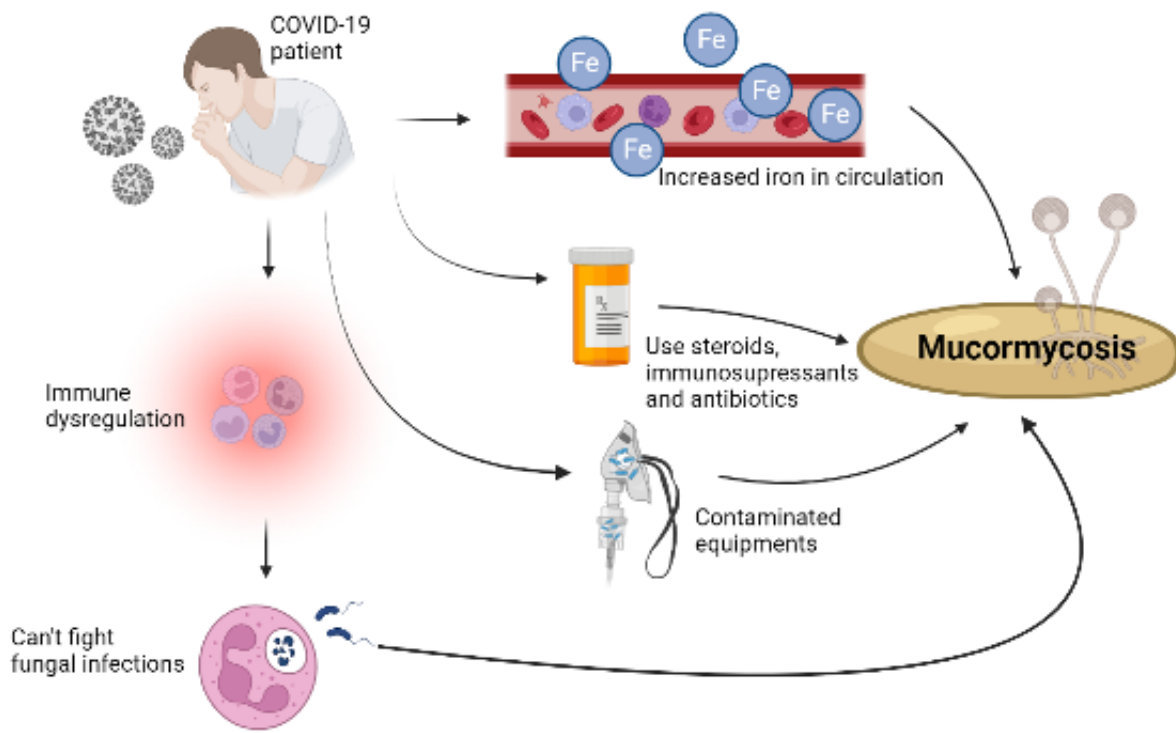 COVID-19
patient
Fe
Fe
Fe
Fe
Fe
Increased iron in circulation
Rx
Use steroids,
immunosupressants
and antibiotics
Mucormycosis
Immune
dysregulation
Contaminated
equipments
Can't fight
fungal infections